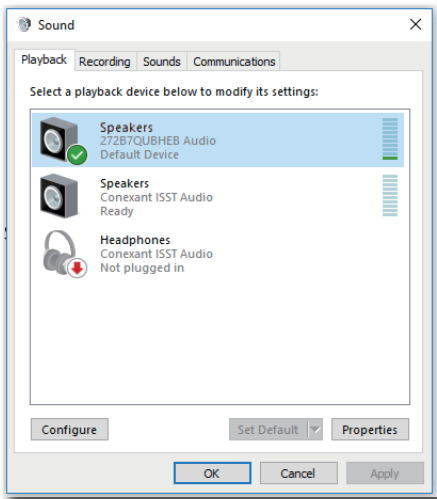 Sound
Playback Recording Sounds Communications
Select a playback device below to modify its settings:
Speakers
272B7QUBHEB Audio
Default Device
Speakers
Conexant ISST Audio
Ready
Headphones
Conexant ISST Audio
Not plugged in
Configure Set Default Properties
OK Cancel Apply